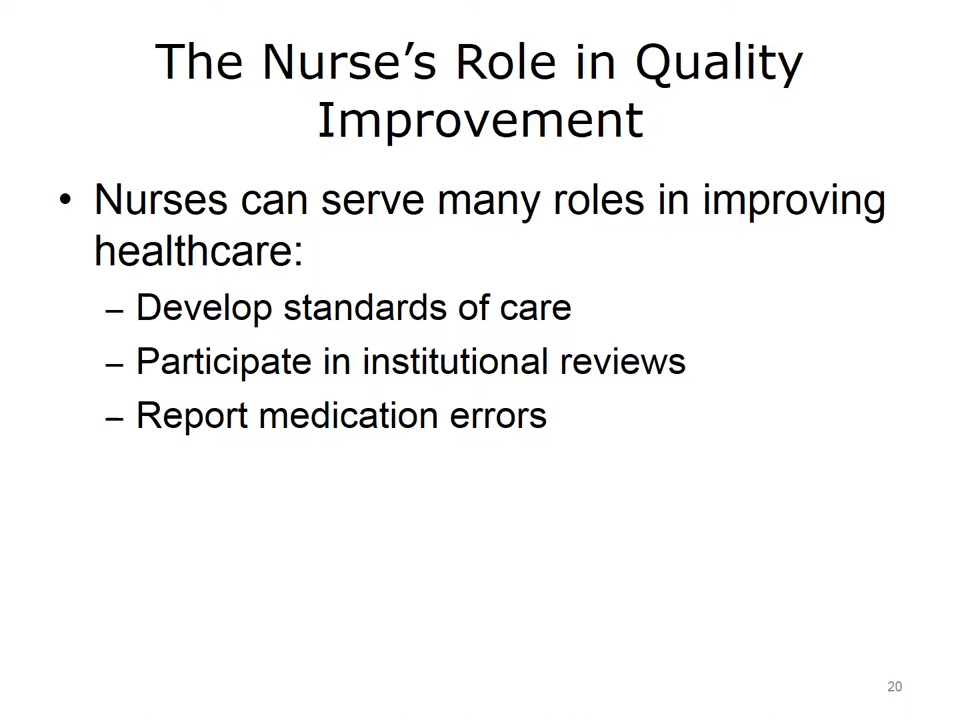 The Nurse’s Role in Quality
Improvement
• Nurses can serve many roles in improving
healthcare:
– Develop standards of care
– Participate in institutional reviews
– Report medication errors
20